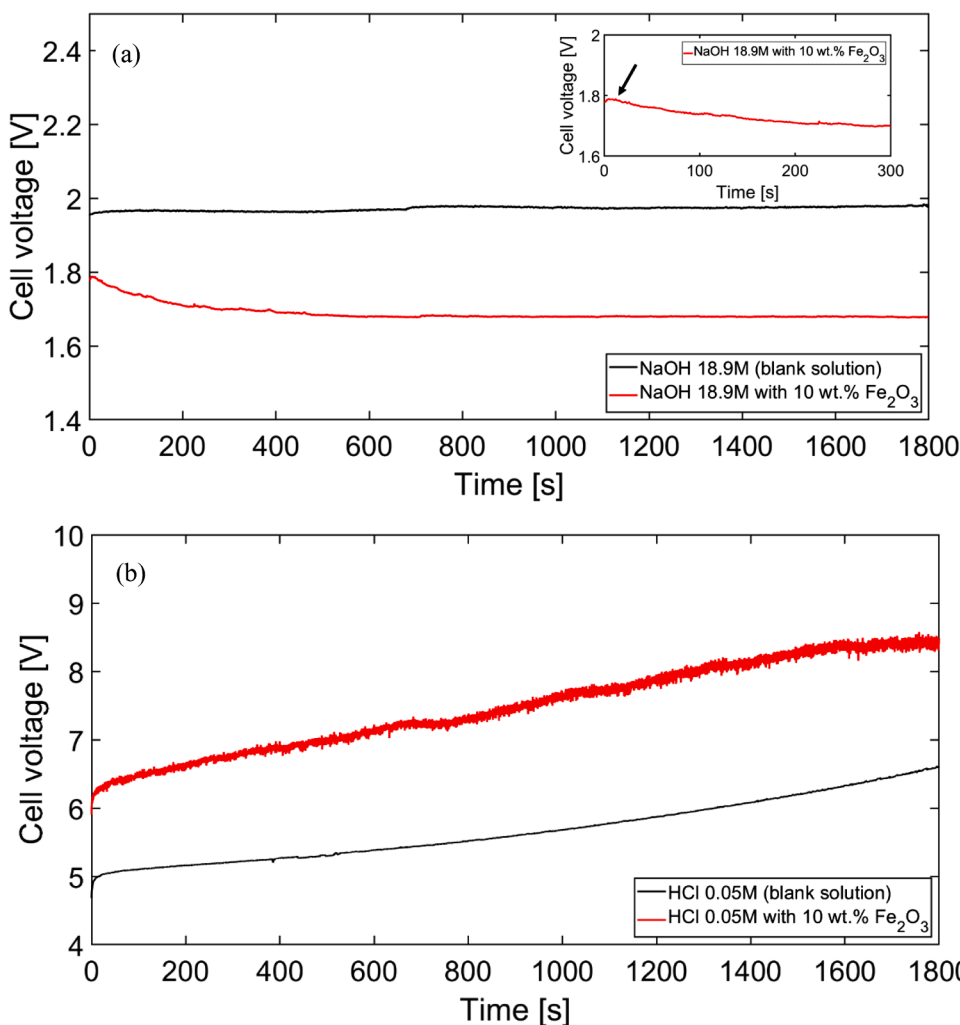 (a)
Cell voltage [V]
2.4
2.2
2
1.8
1.6
1.4
0 200 400 600 800 1000 1200 1400 1600 1800
Time [s]
Cell voltage [V]
2
1.8
1.6
NaOH 18.9M with 10 wt.% Fe₂O₃
0 100 200 300
Time [s]
NaOH 18.9M (blank solution)
NaOH 18.9M with 10 wt.% Fe₂O₃
(b)
Cell voltage [V]
10
9
8
7
6
5
4
0 200 400 600 800 1000 1200 1400 1600 1800
Time [s]
HCl 0.05M (blank solution)
HCl 0.05M with 10 wt.% Fe₂O₃